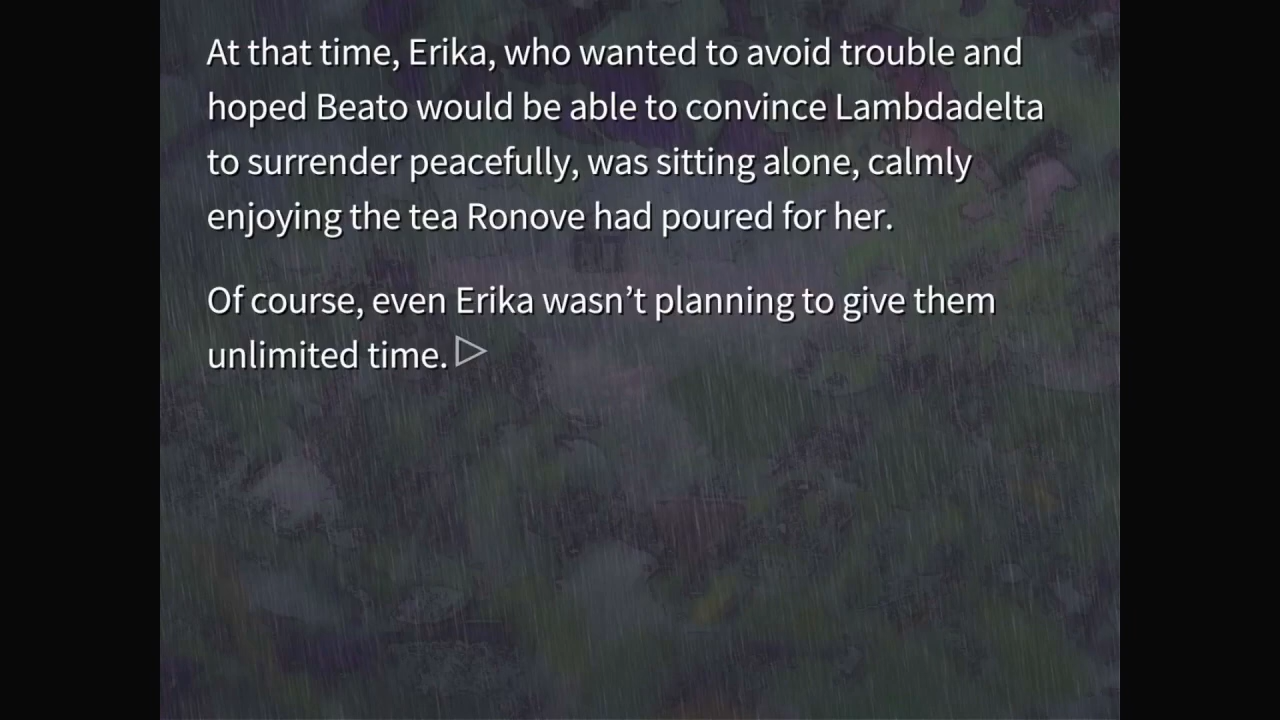 At that time, Erika, who wanted to avoid trouble and
hoped Beato would be able to convince Lambdadelta
to surrender peacefully, was sitting alone, calmly
enjoying the tea Ronove had poured for her.
Of course, even Erika wasn’t planning to give them
unlimited time.